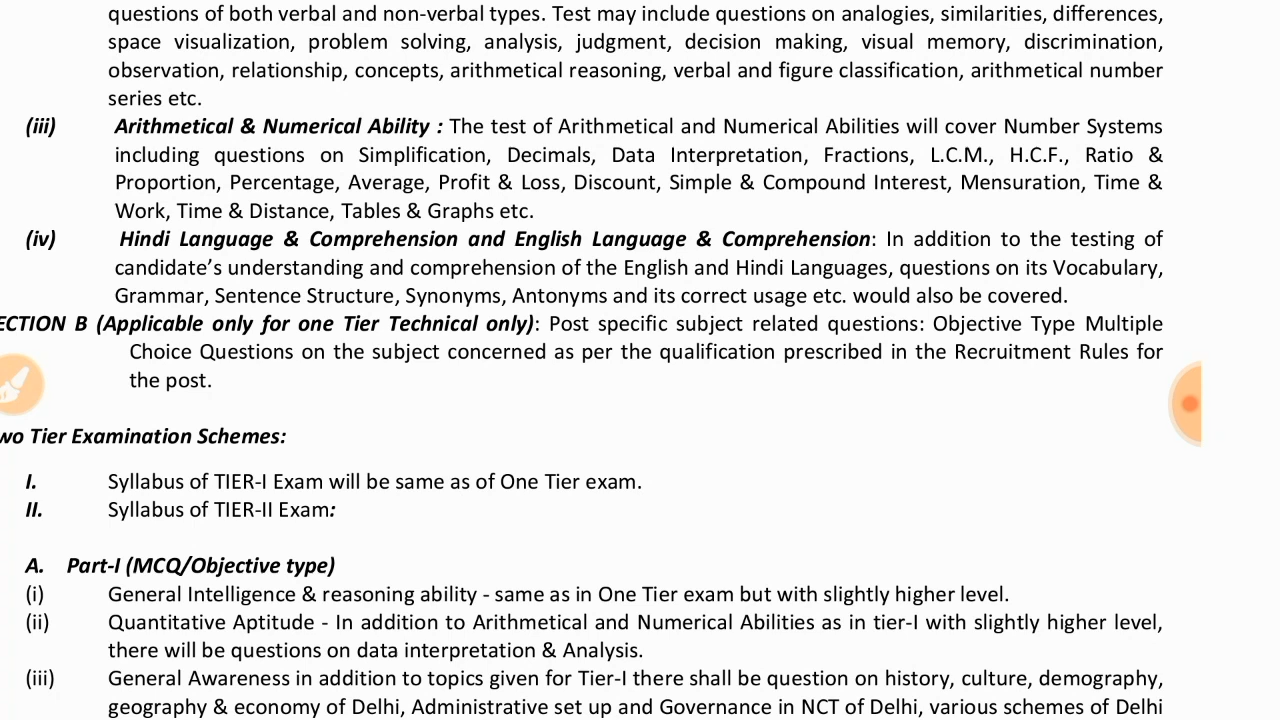 questions of both verbal and non-verbal types. Test may include questions on analogies, similarities, differences,
space visualization, problem solving, analysis, judgment, decision making, visual memory, discrimination,
observation, relationship, concepts, arithmetical reasoning, verbal and figure classification, arithmetical number
series etc.
(iii) Arithmetical & Numerical Ability : The test of Arithmetical and Numerical Abilities will cover Number Systems
including questions on Simplification, Decimals, Data Interpretation, Fractions, L.C.M., H.C.F., Ratio &
Proportion, Percentage, Average, Profit & Loss, Discount, Simple & Compound Interest, Mensuration, Time &
Work, Time & Distance, Tables & Graphs etc.
(iv) Hindi Language & Comprehension and English Language & Comprehension: In addition to the testing of
candidate’s understanding and comprehension of the English and Hindi Languages, questions on its Vocabulary,
Grammar, Sentence Structure, Synonyms, Antonyms and its correct usage etc. would also be covered.
ECTION B (Applicable only for one Tier Technical only): Post specific subject related questions: Objective Type Multiple
Choice Questions on the subject concerned as per the qualification prescribed in the Recruitment Rules for
the post.
wo Tier Examination Schemes:
I. Syllabus of TIER-I Exam will be same as of One Tier exam.
II. Syllabus of TIER-II Exam:
A. Part-I (MCQ/Objective type)
(i) General Intelligence & reasoning ability - same as in One Tier exam but with slightly higher level.
(ii) Quantitative Aptitude - In addition to Arithmetical and Numerical Abilities as in tier-I with slightly higher level,
there will be questions on data interpretation & Analysis.
(iii) General Awareness in addition to topics given for Tier-I there shall be question on history, culture, demography,
geography & economy of Delhi, Administrative set up and Governance in NCT of Delhi, various schemes of Delhi